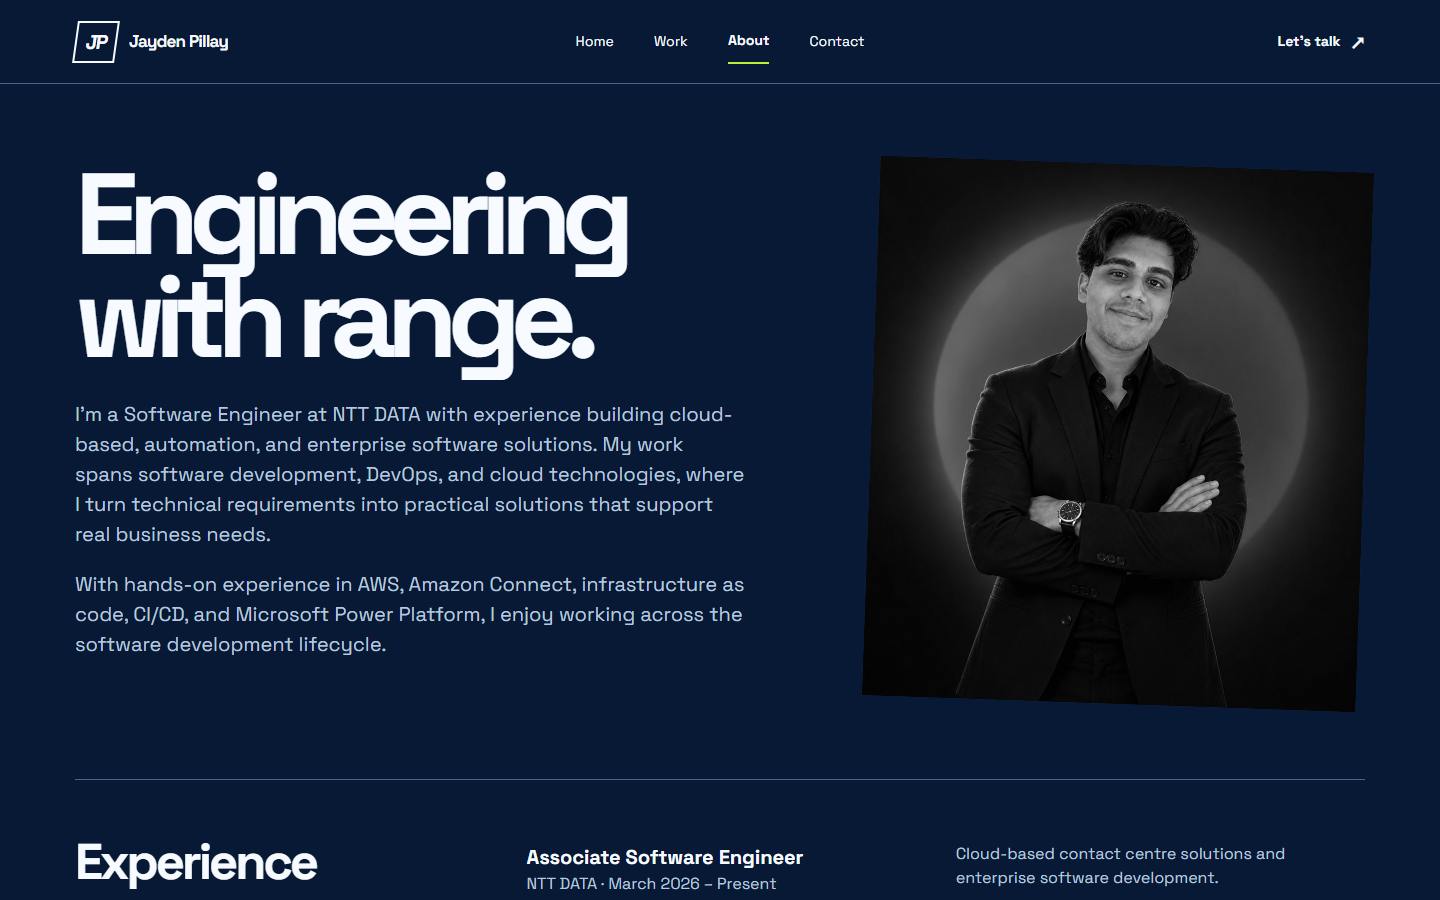 JP
Jayden Pillay
Home
Work
About
Contact
Let's talk ↗
Engineering
with range.
I'm a Software Engineer at NTT DATA with experience building cloud-
based, automation, and enterprise software solutions. My work
spans software development, DevOps, and cloud technologies, where
I turn technical requirements into practical solutions that support
real business needs.
With hands-on experience in AWS, Amazon Connect, infrastructure as
code, CI/CD, and Microsoft Power Platform, I enjoy working across the
software development lifecycle.
Experience
Associate Software Engineer
NTT DATA · March 2026 – Present
Cloud-based contact centre solutions and
enterprise software development.